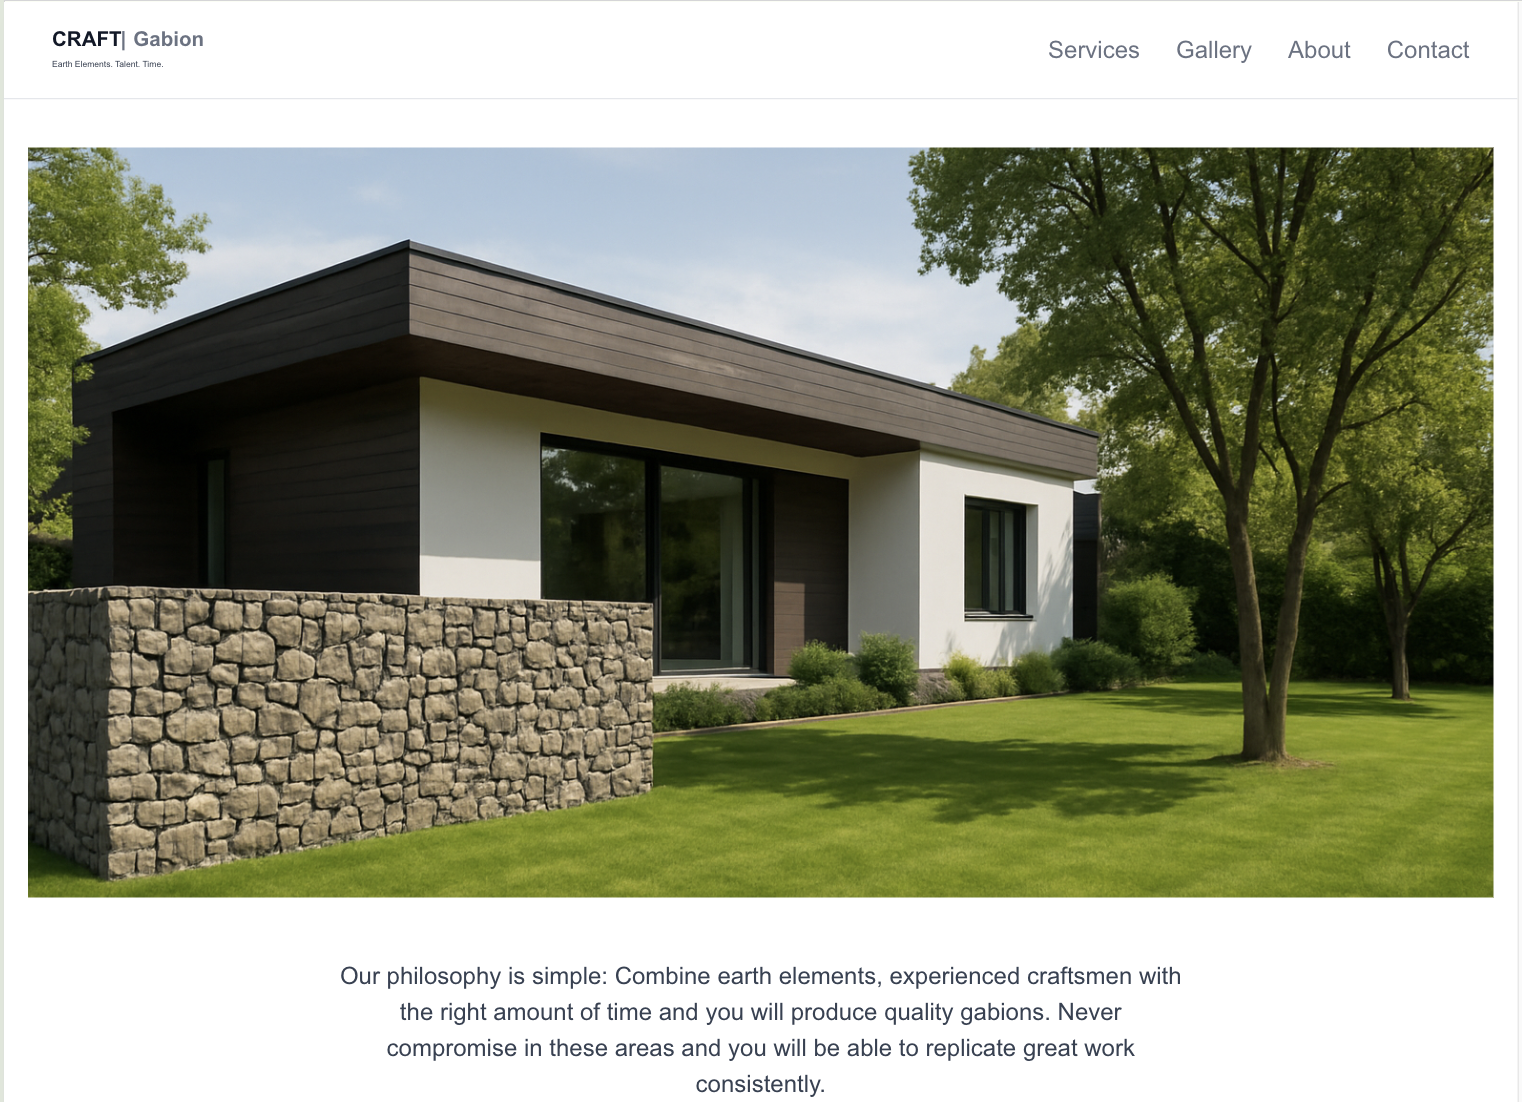 CRAFT| Gabion
Earth Elements. Talent. Time.
Services Gallery About Contact
Our philosophy is simple: Combine earth elements, experienced craftsmen with
the right amount of time and you will produce quality gabions. Never
compromise in these areas and you will be able to replicate great work
consistently.